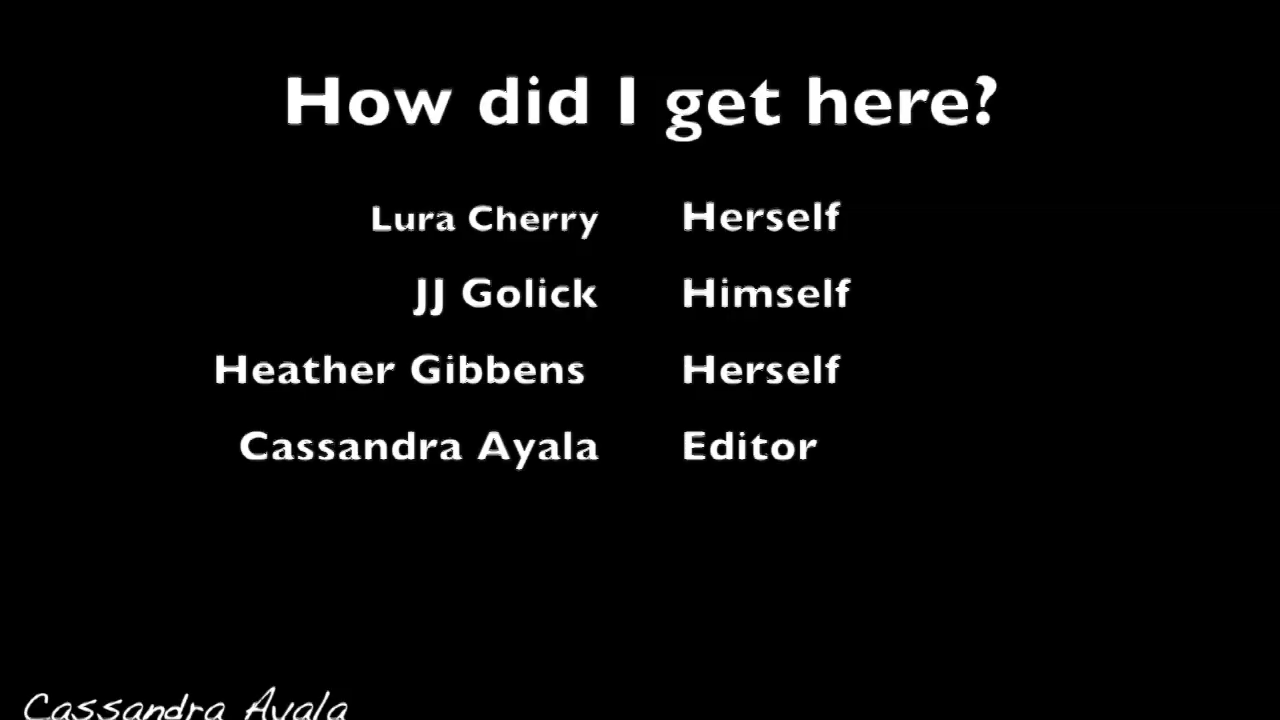 How did I get here?
Lura Cherry Herself
JJ Golick Himself
Heather Gibbens Herself
Cassandra Ayala Editor
Cassandra Ayala